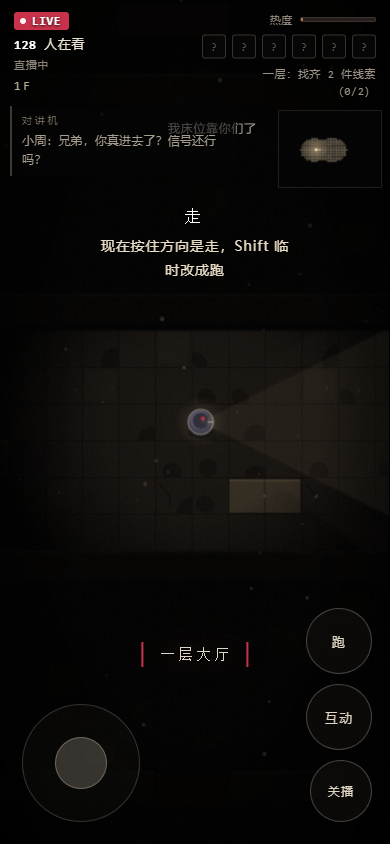 LIVE
热度
128 人在看
? ? ? ? ? ?
直播中
一层: 找齐 2 件线索
(0/2)
1F
对讲机
我床位靠你们了
小周: 兄弟, 你真进去了? 信号还行
吗?
走
现在按住方向是走, Shift 临
时改成跑
跑
一层大厅
互动
关播